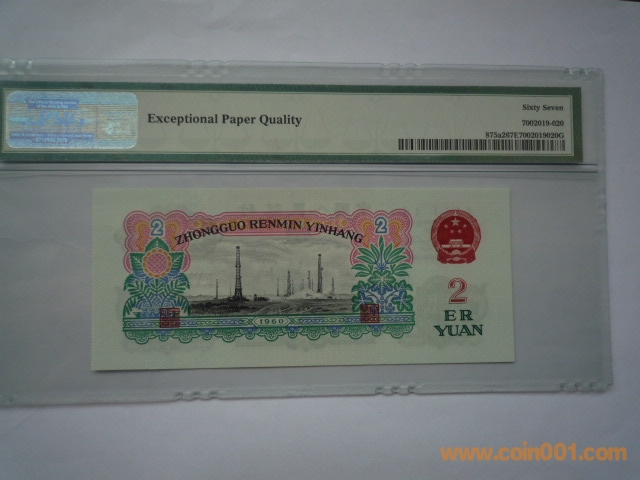 Exceptional Paper Quality
Sixty Seven
7002019-020
875a267E7002019020G
ZHONGGUO RENMIN YINHANG
2
2
1960
2
ER
YUAN
www.coin001.com